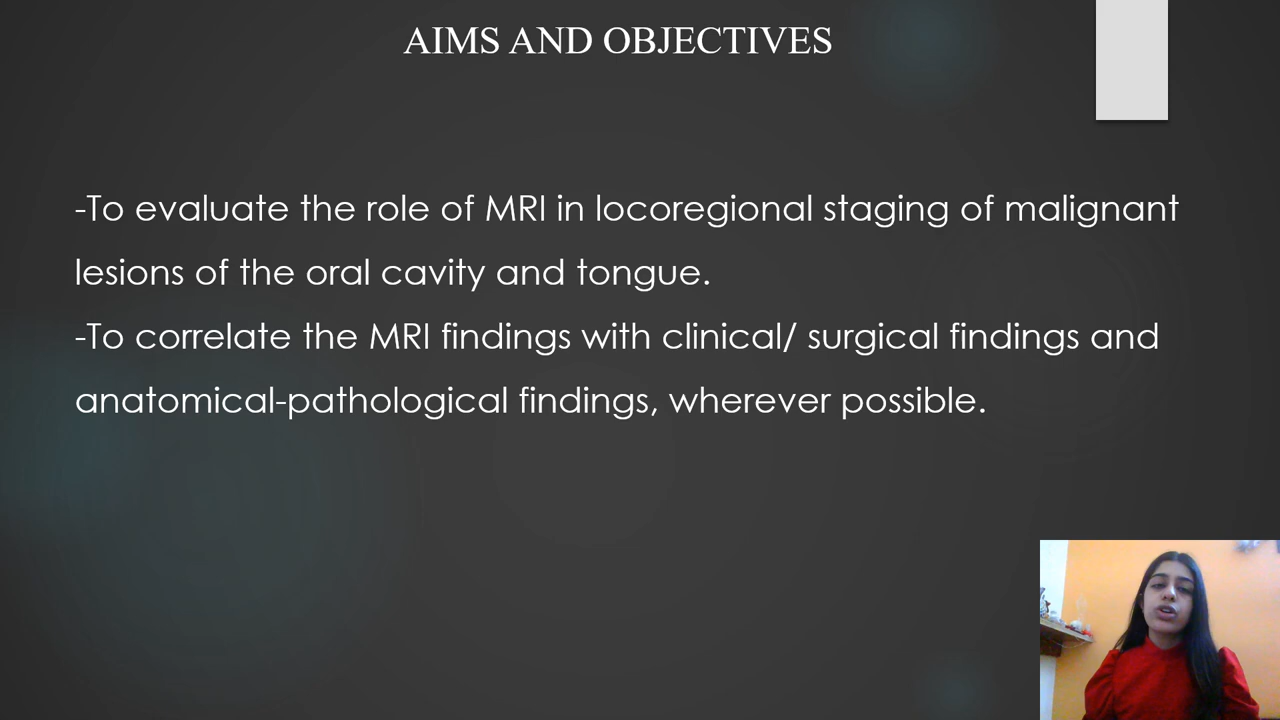 AIMS AND OBJECTIVES
-To evaluate the role of MRI in locoregional staging of malignant
lesions of the oral cavity and tongue.
-To correlate the MRI findings with clinical/ surgical findings and
anatomical-pathological findings, wherever possible.